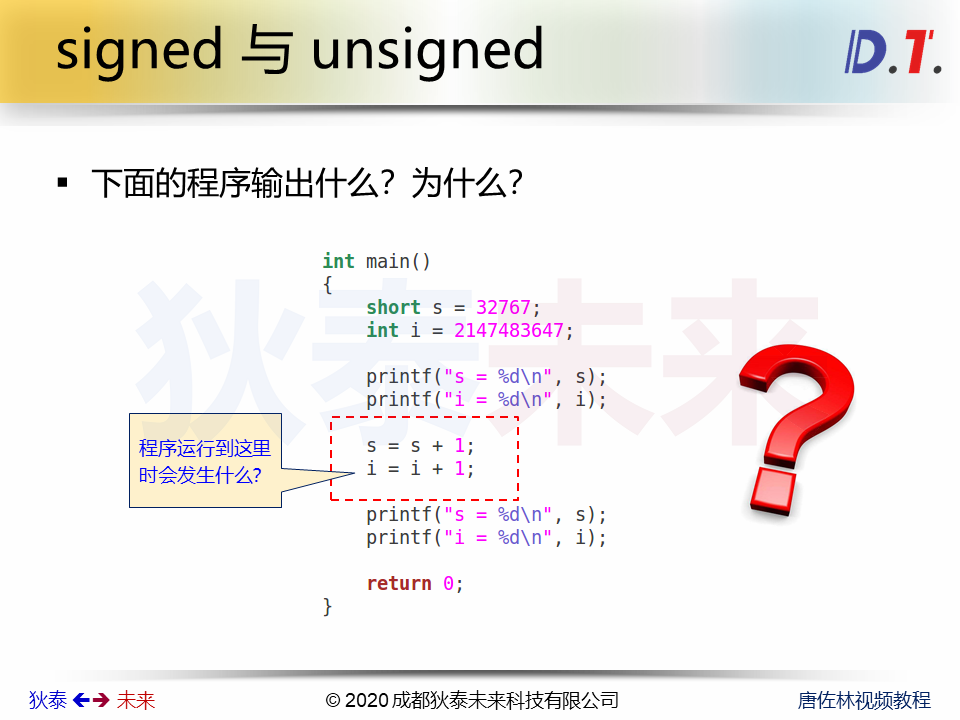 signed 与 unsigned
D.T.
▪ 下面的程序输出什么？为什么？
狄泰未来
int main()
{
    short s = 32767;
    int i = 2147483647;
    printf("s = %d\n", s);
    printf("i = %d\n", i);
程序运行到这里
时会发生什么?
    s = s + 1;
    i = i + 1;
    printf("s = %d\n", s);
    printf("i = %d\n", i);
    return 0;
}
狄泰 ←→ 未来
© 2020 成都狄泰未来科技有限公司
唐佐林视频教程